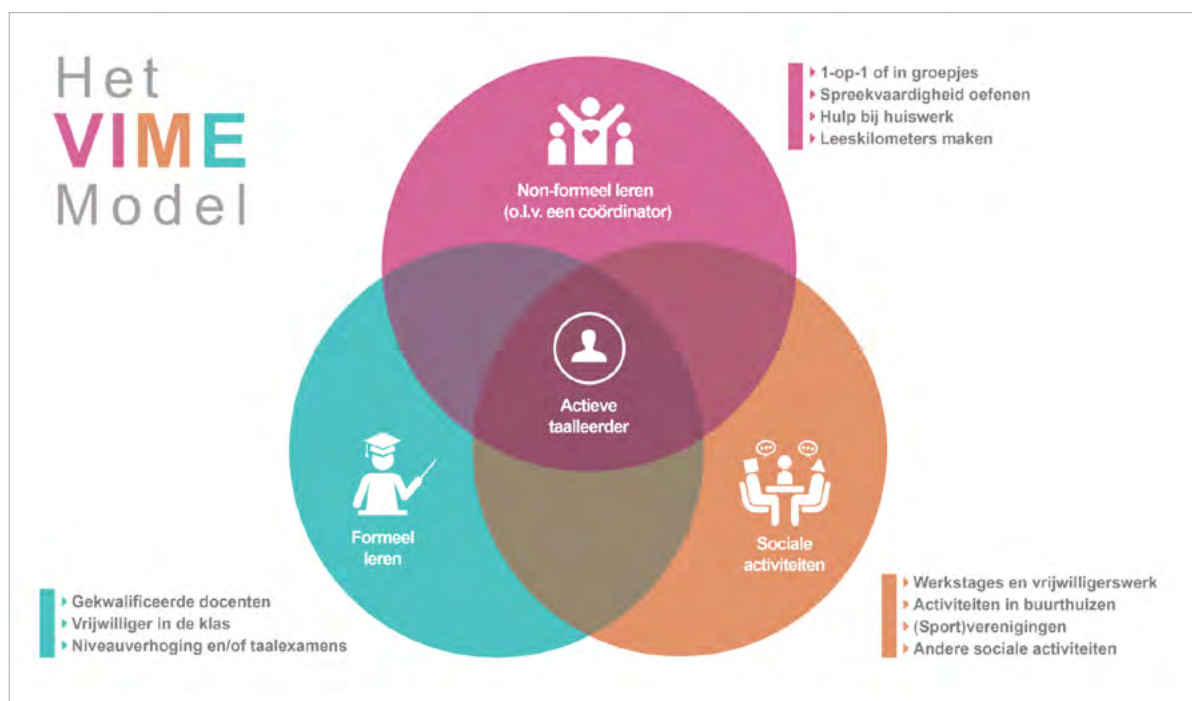 Het
VIME
Model
1-op-1 of in groepjes
Spreekvaardigheid oefenen
Hulp bij huiswerk
Leeskilometers maken
Non-formeel leren
(o.l.v. een coördinator)
Actieve
taalleerder
Formeel
leren
Sociale
activiteiten
Gekwalificeerde docenten
Vrijwilliger in de klas
Niveauverhoging en/of taalexamens
Werkstages en vrijwilligerswerk
Activiteiten in buurthuizen
(Sport)verenigingen
Andere sociale activiteiten